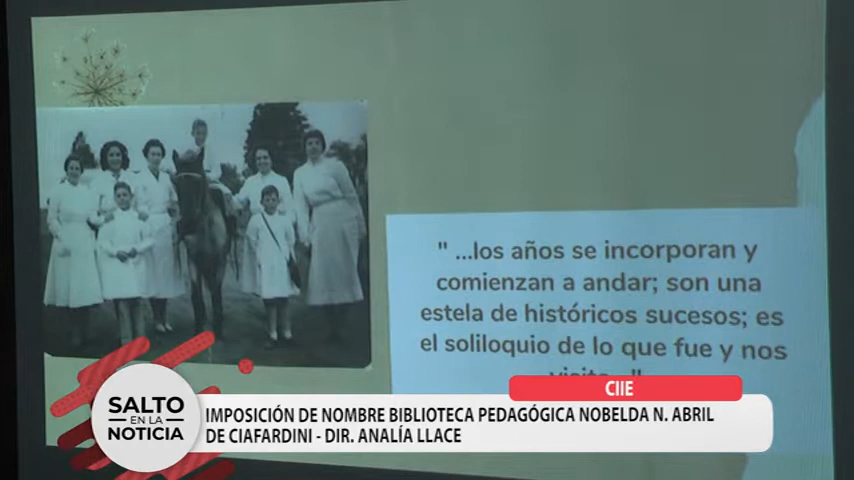 " ...los años se incorporan y
comienzan a andar; son una
estela de históricos sucesos; es
el soliloquio de lo que fue y nos
visita..."
CIIE
SALTO
EN LA
NOTICIA
IMPOSICIÓN DE NOMBRE BIBLIOTECA PEDAGÓGICA NOBELDA N. ABRIL
DE CIAFARDINI - DIR. ANALÍA LLACE